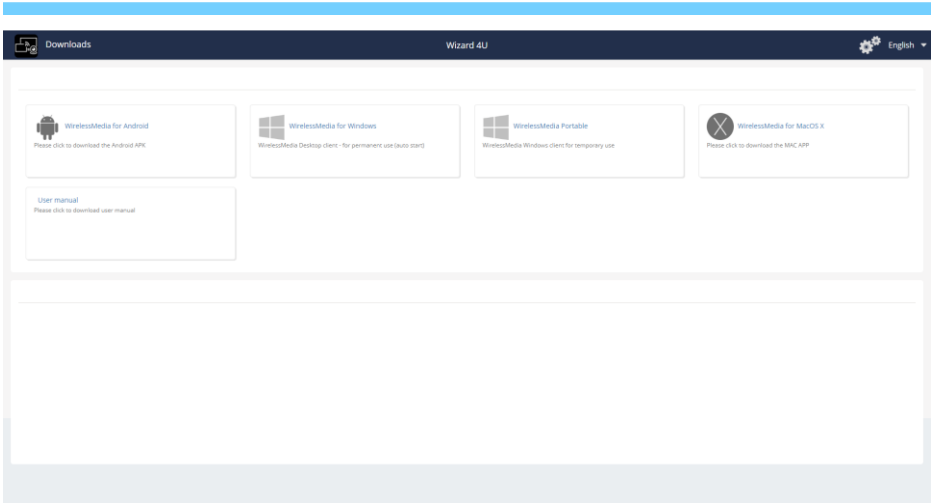 Downloads
Wizard 4U
English
WirelessMedia for Android
Please click to download the Android APK
WirelessMedia for Windows
WirelessMedia Desktop client - for permanent use (auto start)
WirelessMedia Portable
WirelessMedia Windows client for temporary use
WirelessMedia for MacOS X
Please click to download the MAC APP
User manual
Please click to download user manual